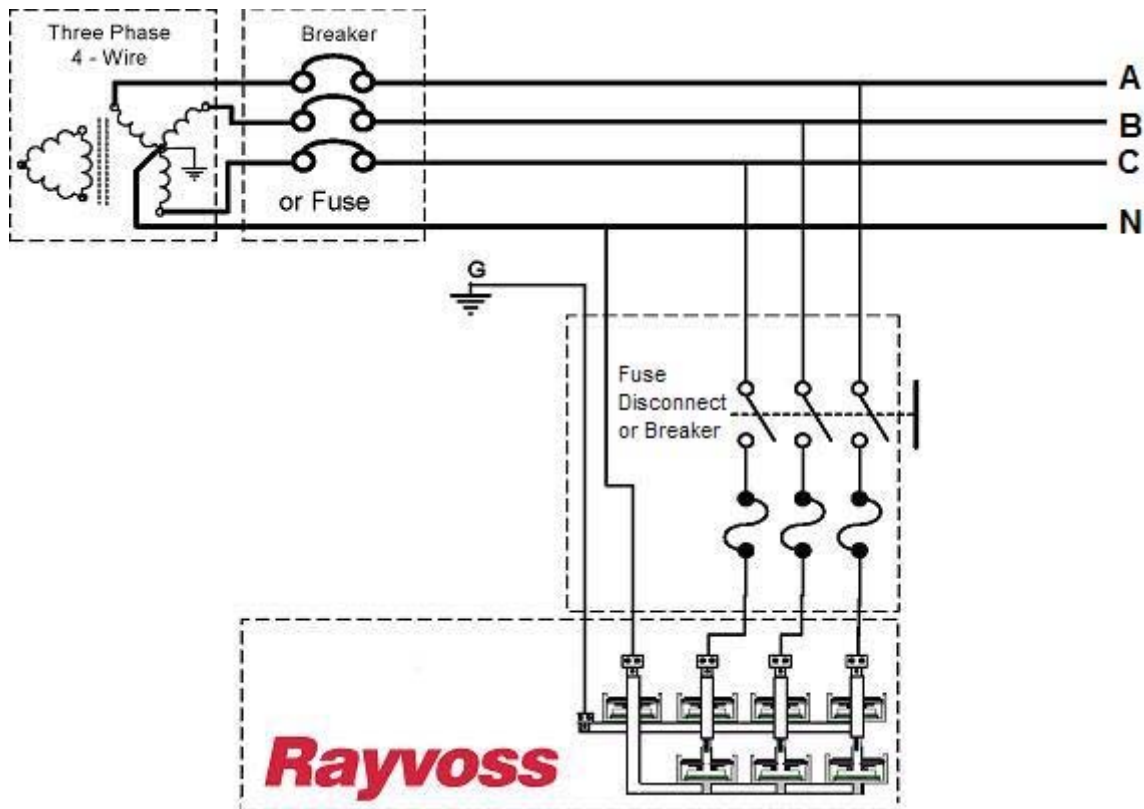 Three Phase
4 - Wire
Breaker
or Fuse
A
B
C
N
G
Fuse
Disconnect
or Breaker
Rayvoss